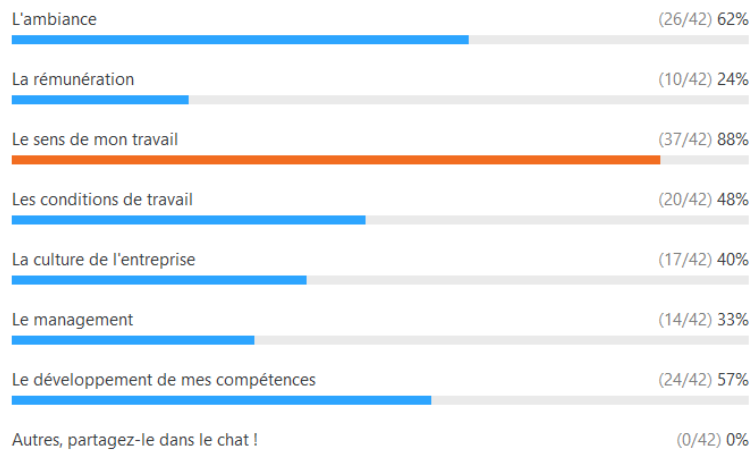 L'ambiance (26/42) 62%
La rémunération (10/42) 24%
Le sens de mon travail (37/42) 88%
Les conditions de travail (20/42) 48%
La culture de l'entreprise (17/42) 40%
Le management (14/42) 33%
Le développement de mes compétences (24/42) 57%
Autres, partagez-le dans le chat ! (0/42) 0%